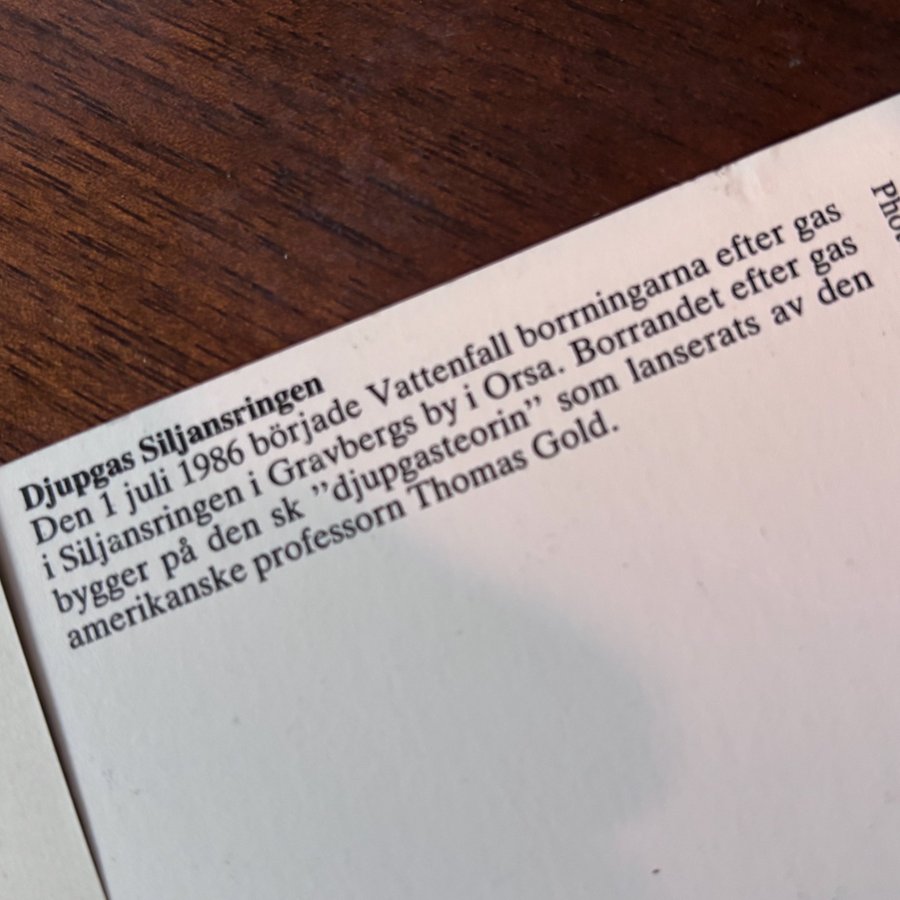 Djupgas Siljansringen
Den 1 juli 1986 började Vattenfall borrningarna efter gas
i Siljansringen i Gravbergs by i Orsa. Borrandet efter gas
bygger på den sk ”djupgasteorin” som lanserats av den
amerikanske professorn Thomas Gold.